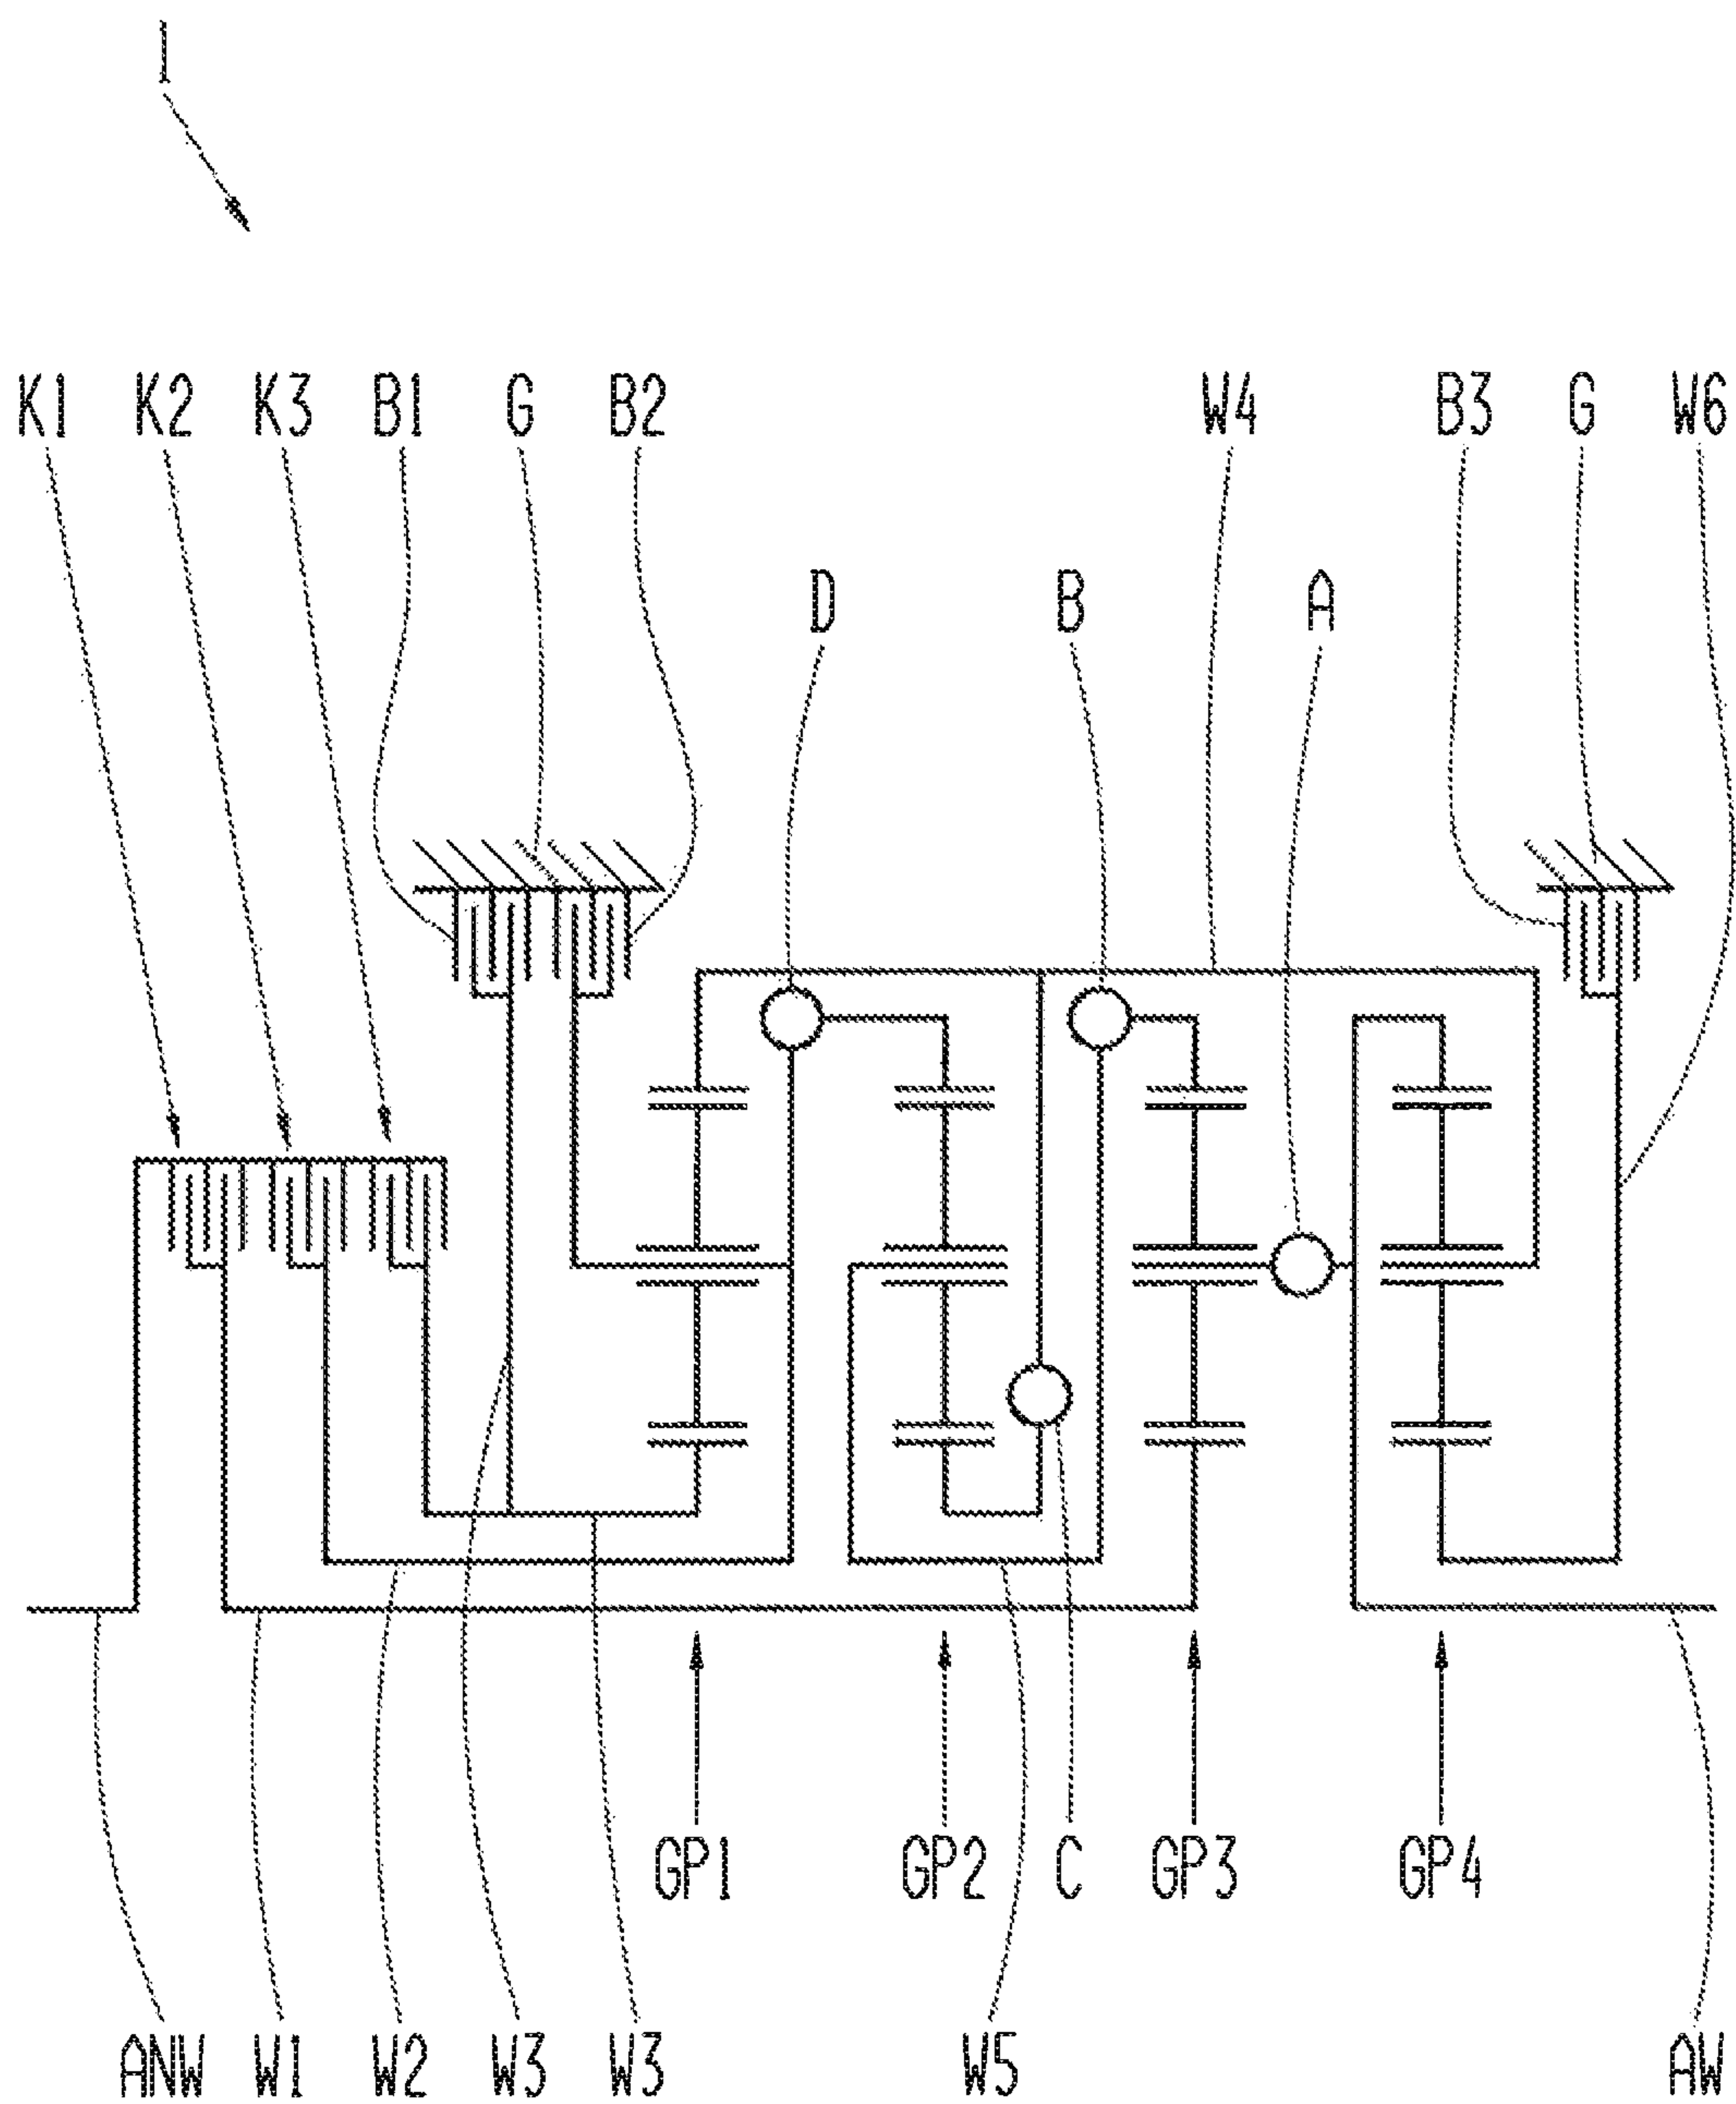 1
K1 K2 K3 B1 G B2 W4 B3 G W6
D B A
GP1 GP2 C GP3 GP4
ANW W1 W2 W3 W3 W5 AW